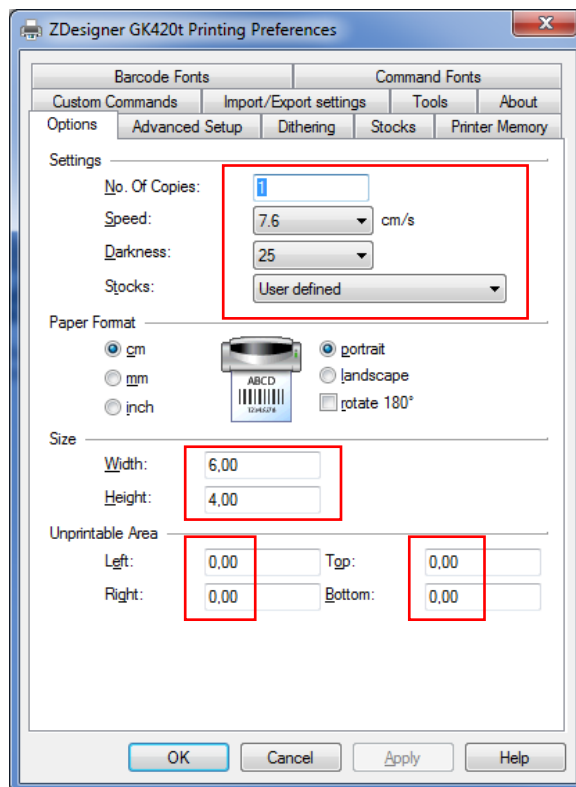 ZDesigner GK420t Printing Preferences
Barcode Fonts Command Fonts
Custom Commands Import/Export settings Tools About
Options Advanced Setup Dithering Stocks Printer Memory
Settings
No. Of Copies: 1
Speed: 7.6 cm/s
Darkness: 25
Stocks: User defined
Paper Format
cm portrait
mm landscape
inch rotate 180°
ABCD
12345678
Size
Width: 6,00
Height: 4,00
Unprintable Area
Left: 0,00 Top: 0,00
Right: 0,00 Bottom: 0,00
OK Cancel Apply Help